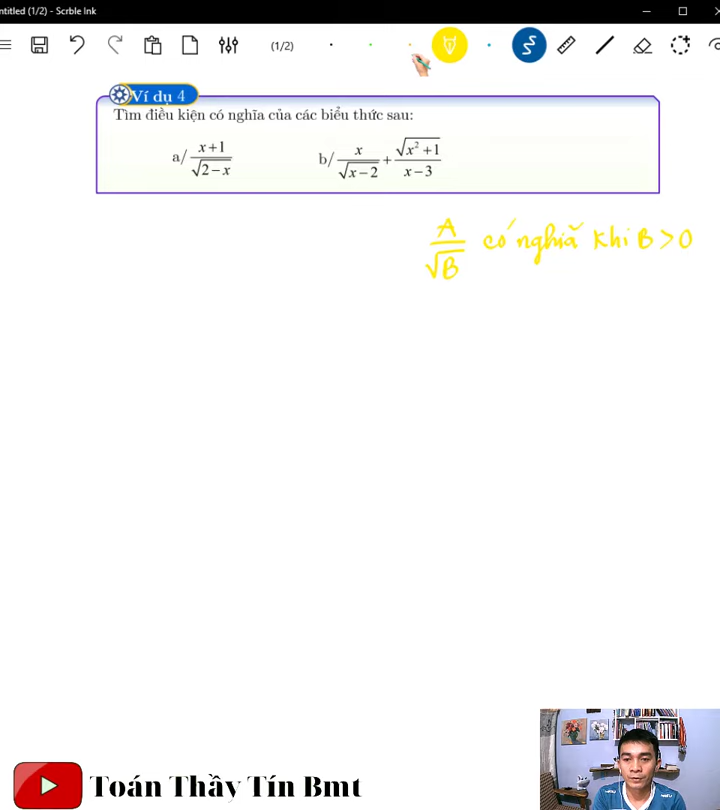 ntitled (1/2) - Scrble Ink
(1/2)
Ví dụ 4
Tìm điều kiện có nghĩa của các biểu thức sau:
a/ (x+1)/√(2−x) b/ x/√(x−2) + √(x²+1)/(x−3)
A/√B có nghĩa khi B > 0
Toán Thầy Tín Bmt